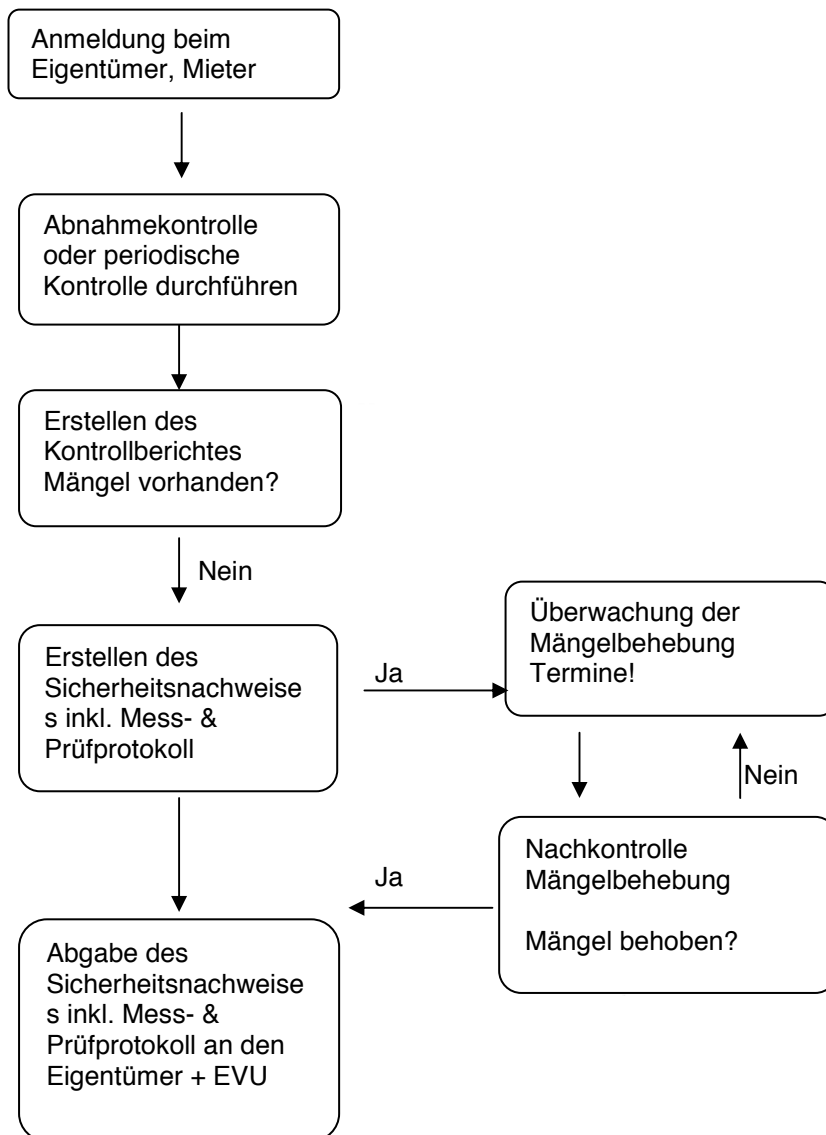 Anmeldung beim
Eigentümer, Mieter
Abnahmekontrolle
oder periodische
Kontrolle durchführen
Erstellen des
Kontrollberichtes
Mängel vorhanden?
Nein
Erstellen des
Sicherheitsnachweise
s inkl. Mess- &
Prüfprotokoll
Ja
Überwachung der
Mängelbehebung
Termine!
Nein
Nachkontrolle
Mängelbehebung
Mängel behoben?
Ja
Abgabe des
Sicherheitsnachweise
s inkl. Mess- &
Prüfprotokoll an den
Eigentümer + EVU